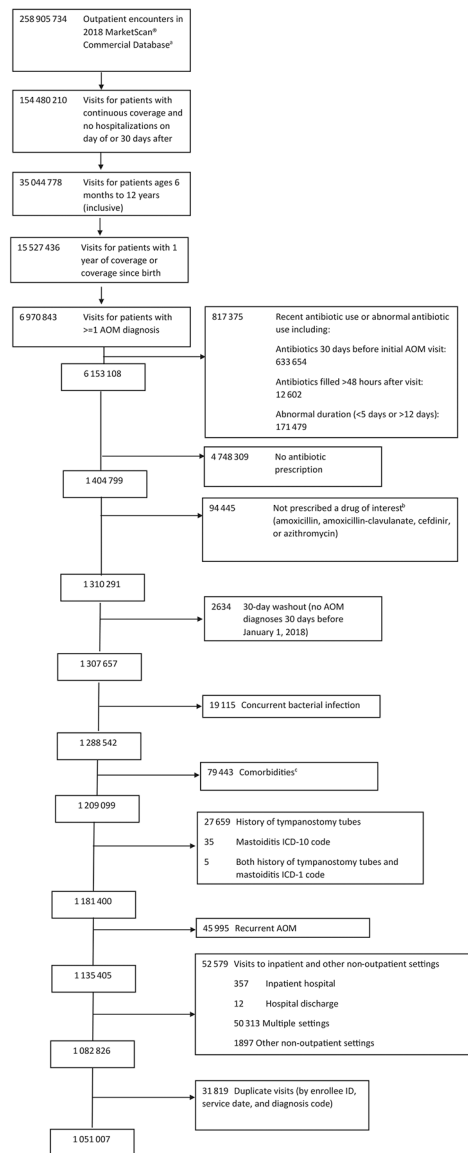 258 905 734 Outpatient encounters in
2018 MarketScan®
Commercial Databaseᵃ
154 480 210 Visits for patients with
continuous coverage and
no hospitalizations on
day of or 30 days after
35 044 778 Visits for patients ages 6
months to 12 years
(inclusive)
15 527 436 Visits for patients with 1
year of coverage or
coverage since birth
6 970 843 Visits for patients with
>=1 AOM diagnosis
817 375 Recent antibiotic use or abnormal antibiotic
use including:
Antibiotics 30 days before initial AOM visit:
633 654
Antibiotics filled >48 hours after visit:
12 602
Abnormal duration (<5 days or >12 days):
171 479
6 153 108
4 748 309 No antibiotic
prescription
1 404 799
94 445 Not prescribed a drug of interestᵇ
(amoxicillin, amoxicillin-clavulanate, cefdinir,
or azithromycin)
1 310 291
2634 30-day washout (no AOM
diagnoses 30 days before
January 1, 2018)
1 307 657
19 115 Concurrent bacterial infection
1 288 542
79 443 Comorbiditiesᶜ
1 209 099
27 659 History of tympanostomy tubes
35 Mastoiditis ICD-10 code
5 Both history of tympanostomy tubes and
mastoiditis ICD-1 code
1 181 400
45 995 Recurrent AOM
1 135 405
52 579 Visits to inpatient and other non-outpatient settings
357 Inpatient hospital
12 Hospital discharge
50 313 Multiple settings
1897 Other non-outpatient settings
1 082 826
31 819 Duplicate visits (by enrollee ID,
service date, and diagnosis code)
1 051 007